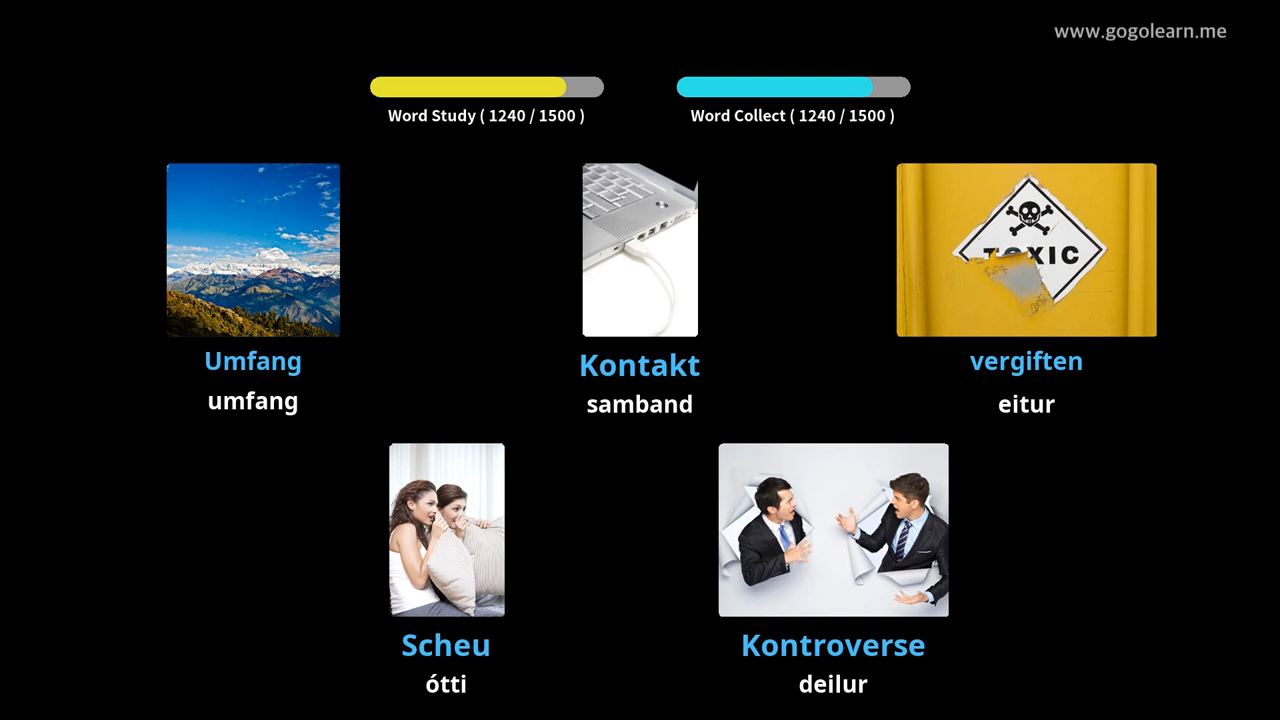 www.gogolearn.me
Word Study ( 1240 / 1500 )
Word Collect ( 1240 / 1500 )
TOXIC
Umfang
umfang
Kontakt
samband
vergiften
eitur
Scheu
ótti
Kontroverse
deilur